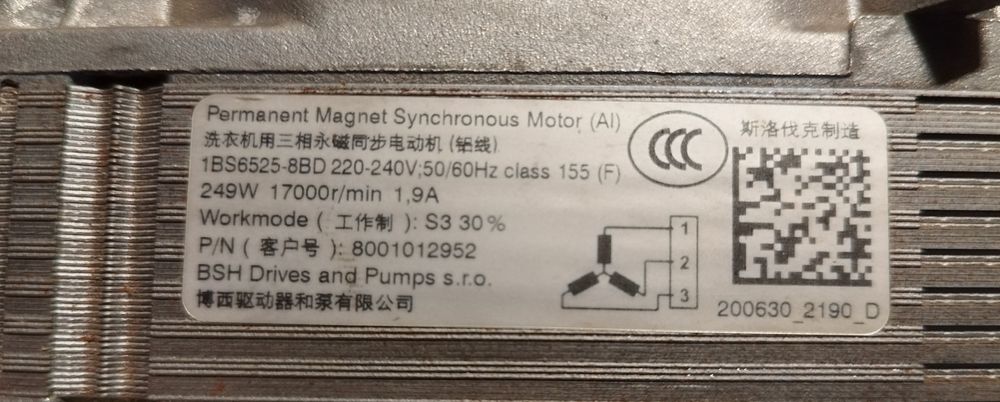 Permanent Magnet Synchronous Motor (Al)
洗衣机用三相永磁同步电动机 (铝线)
1BS6525-8BD 220-240V;50/60Hz class 155 (F)
249W 17000r/min 1,9A
Workmode ( 工作制 ): S3 30%
P/N ( 客户号 ): 8001012952
BSH Drives and Pumps s.r.o.
博西驱动器和泵有限公司
CCC
1
2
3
斯洛伐克制造
200630_2190_D